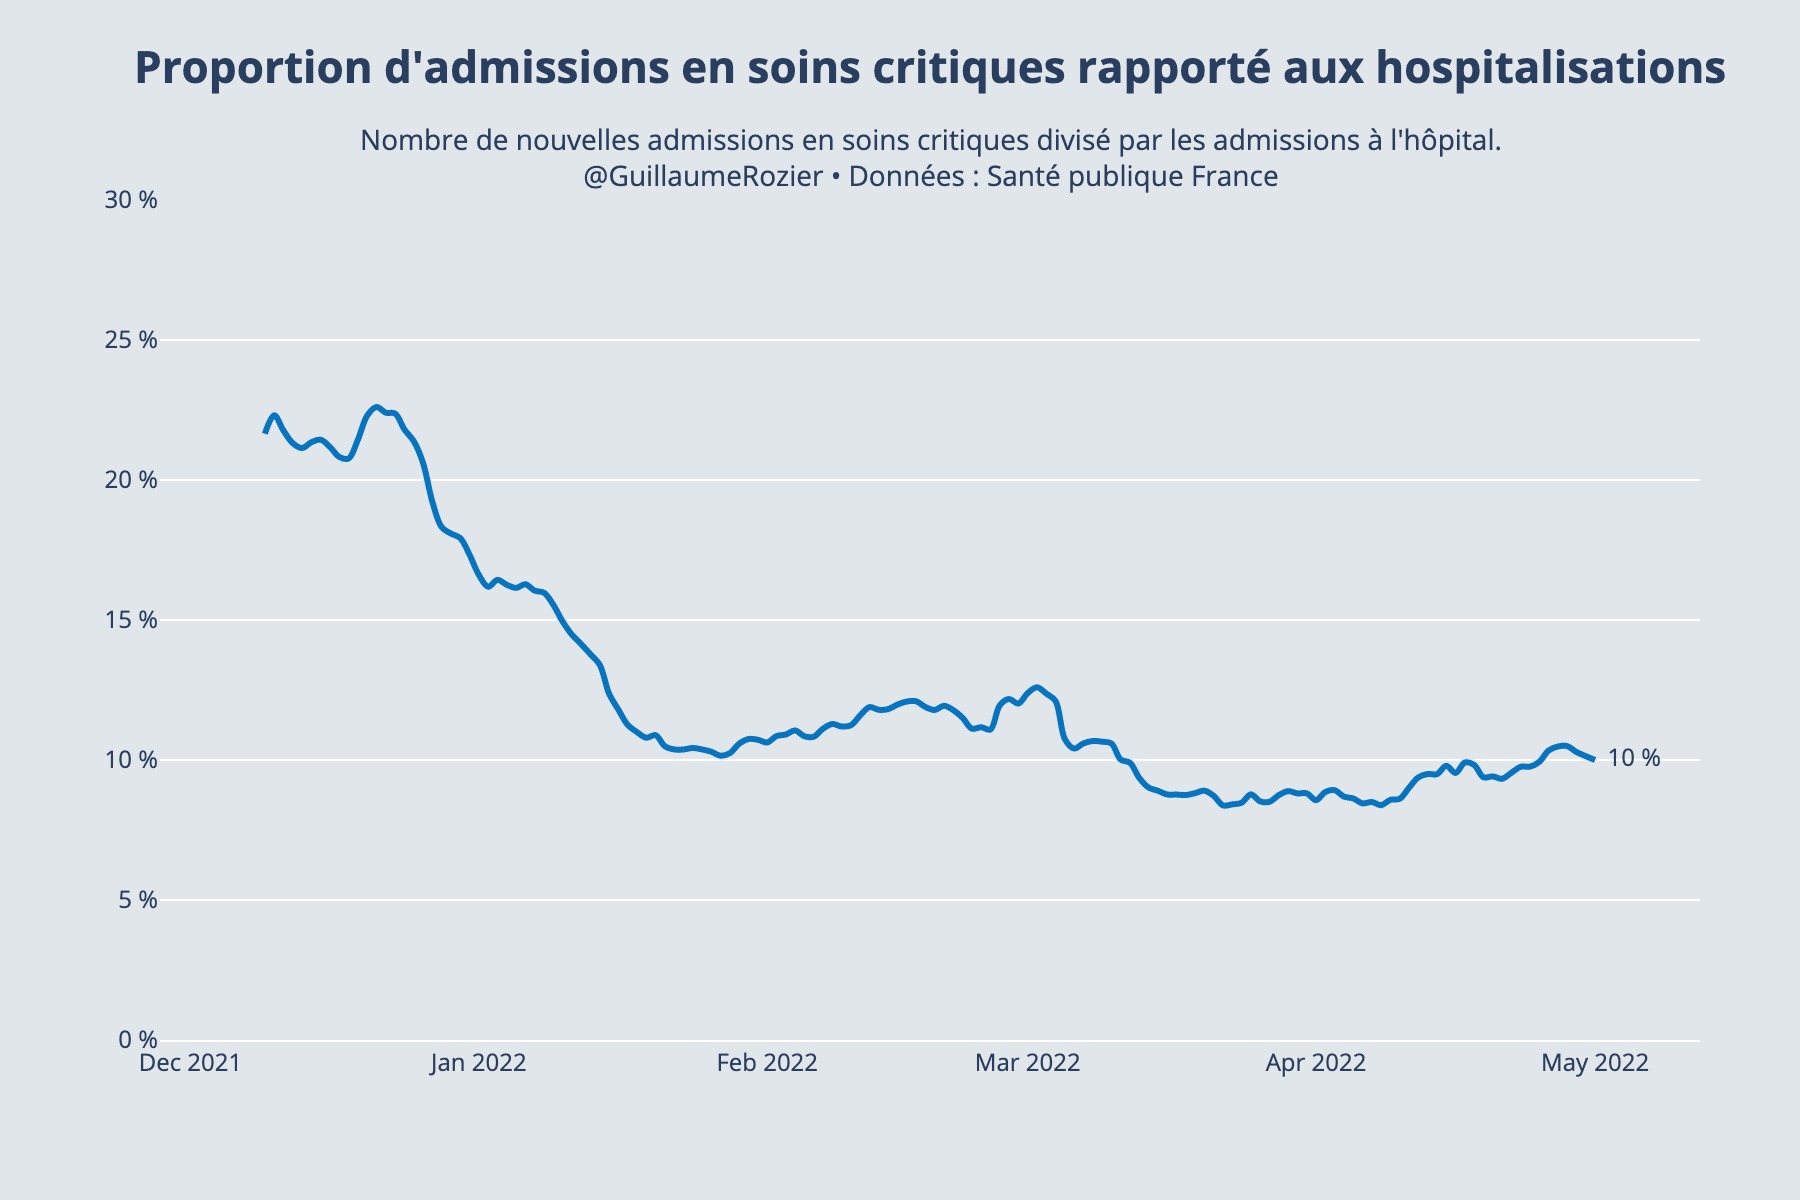 Proportion d'admissions en soins critiques rapporté aux hospitalisations
Nombre de nouvelles admissions en soins critiques divisé par les admissions à l'hôpital.
@GuillaumeRozier • Données : Santé publique France
30 %
25 %
20 %
15 %
10 %
10 %
5 %
0 %
Dec 2021
Jan 2022
Feb 2022
Mar 2022
Apr 2022
May 2022